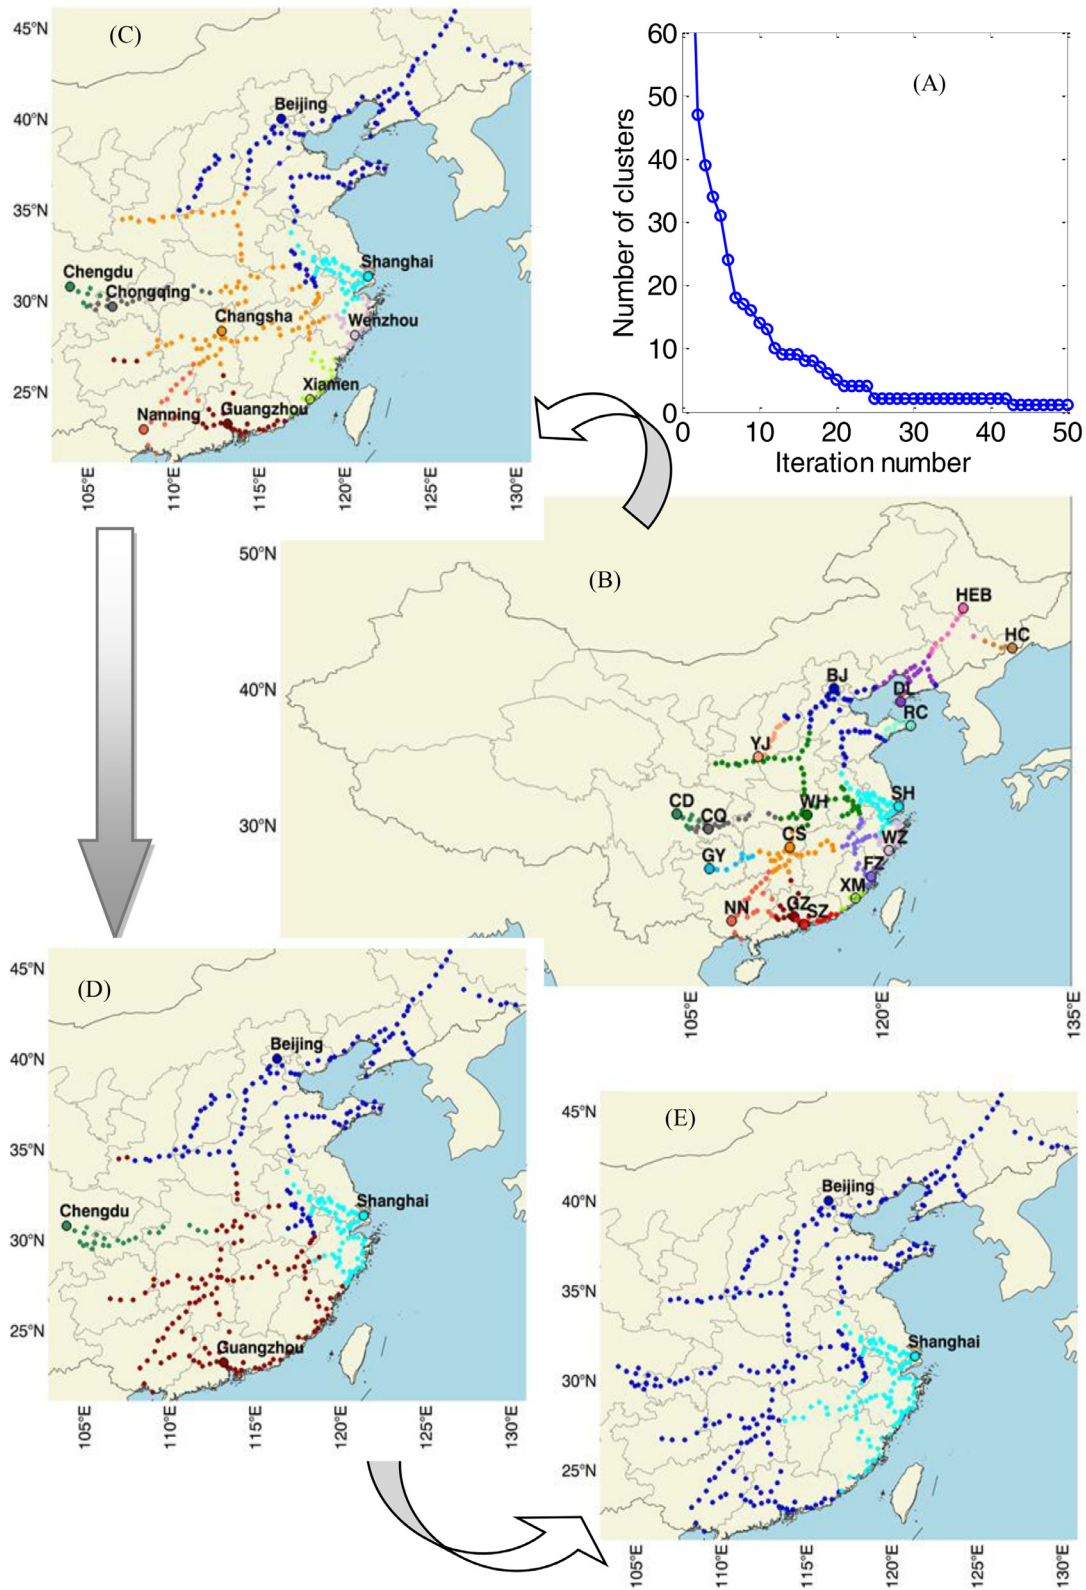 (C)
45°N
40°N
35°N
30°N
25°N
Beijing
Shanghai
Chengdu
Chongqing
Changsha
Wenzhou
Xiamen
Nanning
Guangzhou
105°E
110°E
115°E
120°E
125°E
130°E
(A)
Number of clusters
60
50
40
30
20
10
0
0 10 20 30 40 50
Iteration number
(B)
50°N
40°N
30°N
HEB
HC
BJ
DL
RC
YJ
SH
CD
CQ
WH
CS
WZ
GY
FZ
XM
NN
GZ
SZ
105°E
120°E
135°E
(D)
45°N
40°N
35°N
30°N
25°N
Beijing
Shanghai
Chengdu
Guangzhou
105°E
110°E
115°E
120°E
125°E
130°E
(E)
45°N
40°N
35°N
30°N
25°N
Beijing
Shanghai
105°E
110°E
115°E
120°E
125°E
130°E